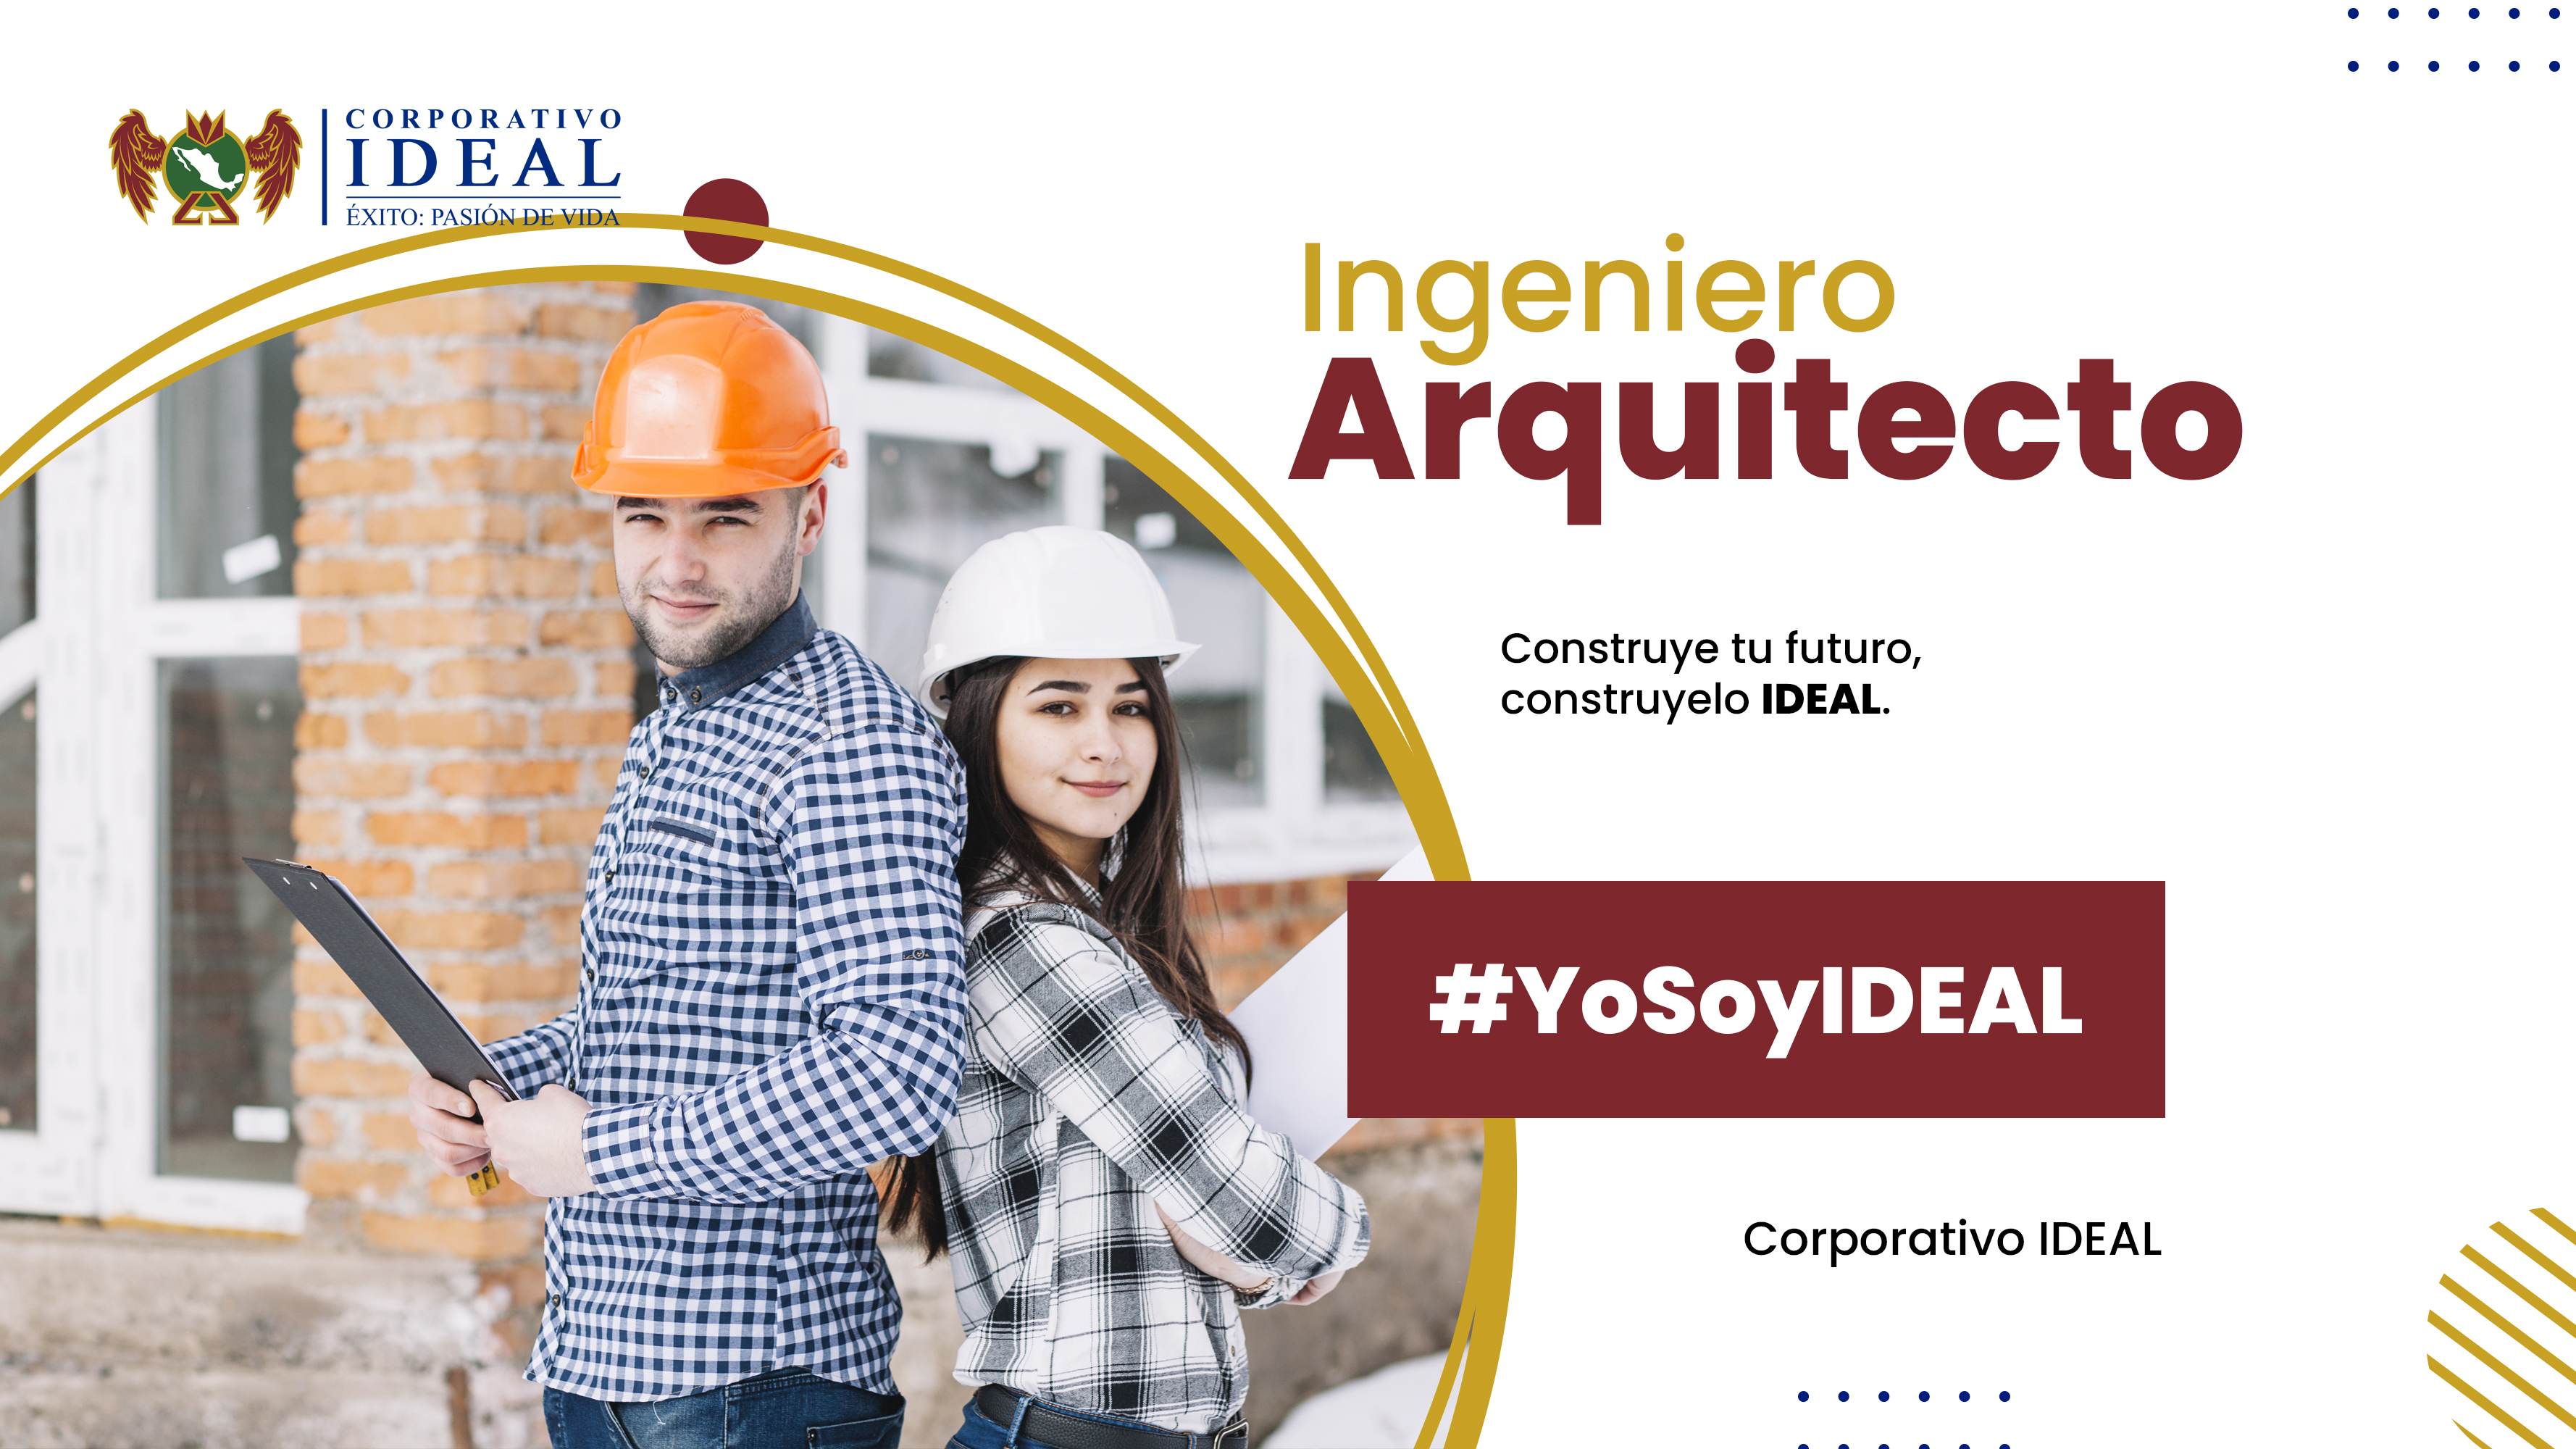 CORPORATIVO
IDEAL
ÉXITO: PASIÓN DE VIDA
Ingeniero
Arquitecto
Construye tu futuro,
construyelo IDEAL.
#YoSoyIDEAL
Corporativo IDEAL